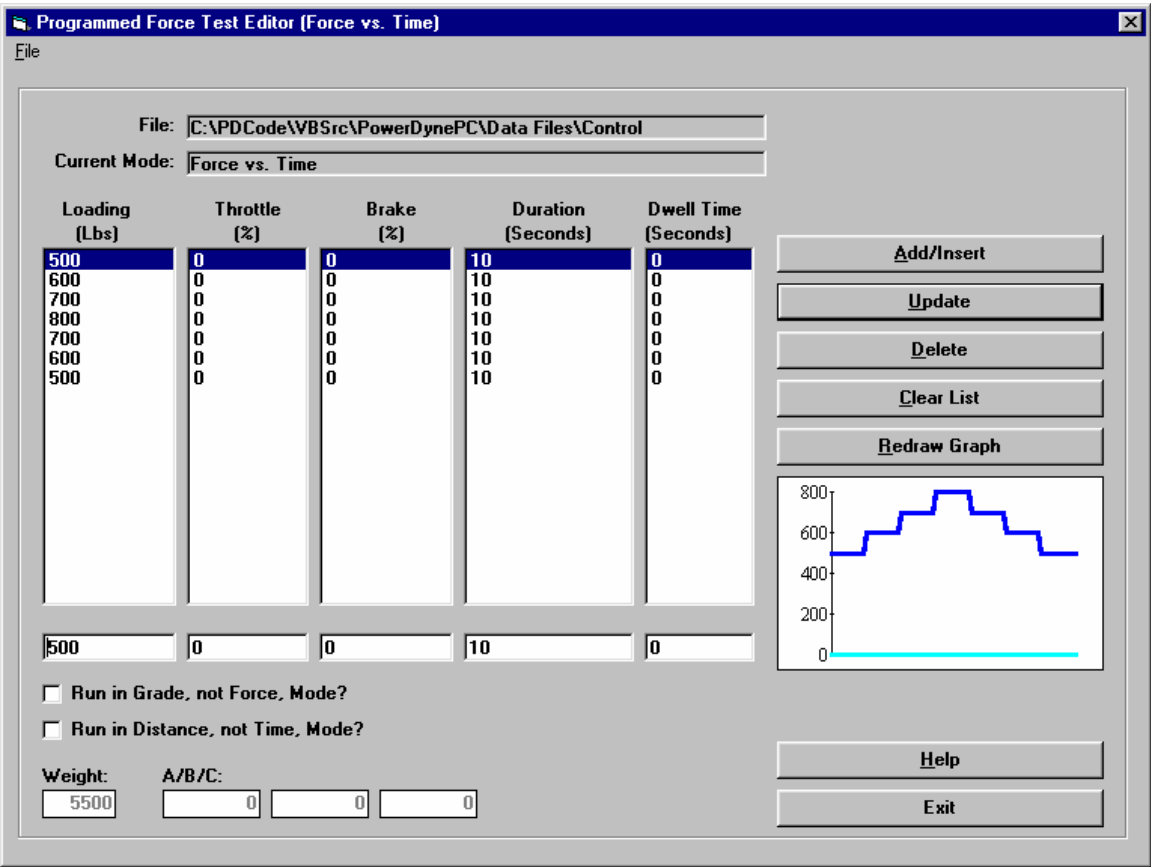 Programmed Force Test Editor (Force vs. Time)
File
File: C:\PDCode\VBSrc\PowerDynePC\Data Files\Control
Current Mode: Force vs. Time
Loading (Lbs) Throttle (%) Brake (%) Duration (Seconds) Dwell Time (Seconds)
500 0 0 10 0
600 0 0 10 0
700 0 0 10 0
800 0 0 10 0
700 0 0 10 0
600 0 0 10 0
500 0 0 10 0
500 0 0 10 0
Run in Grade, not Force, Mode?
Run in Distance, not Time, Mode?
Weight: A/B/C:
5500 0 0 0
Add/Insert
Update
Delete
Clear List
Redraw Graph
800
600
400
200
0
Help
Exit